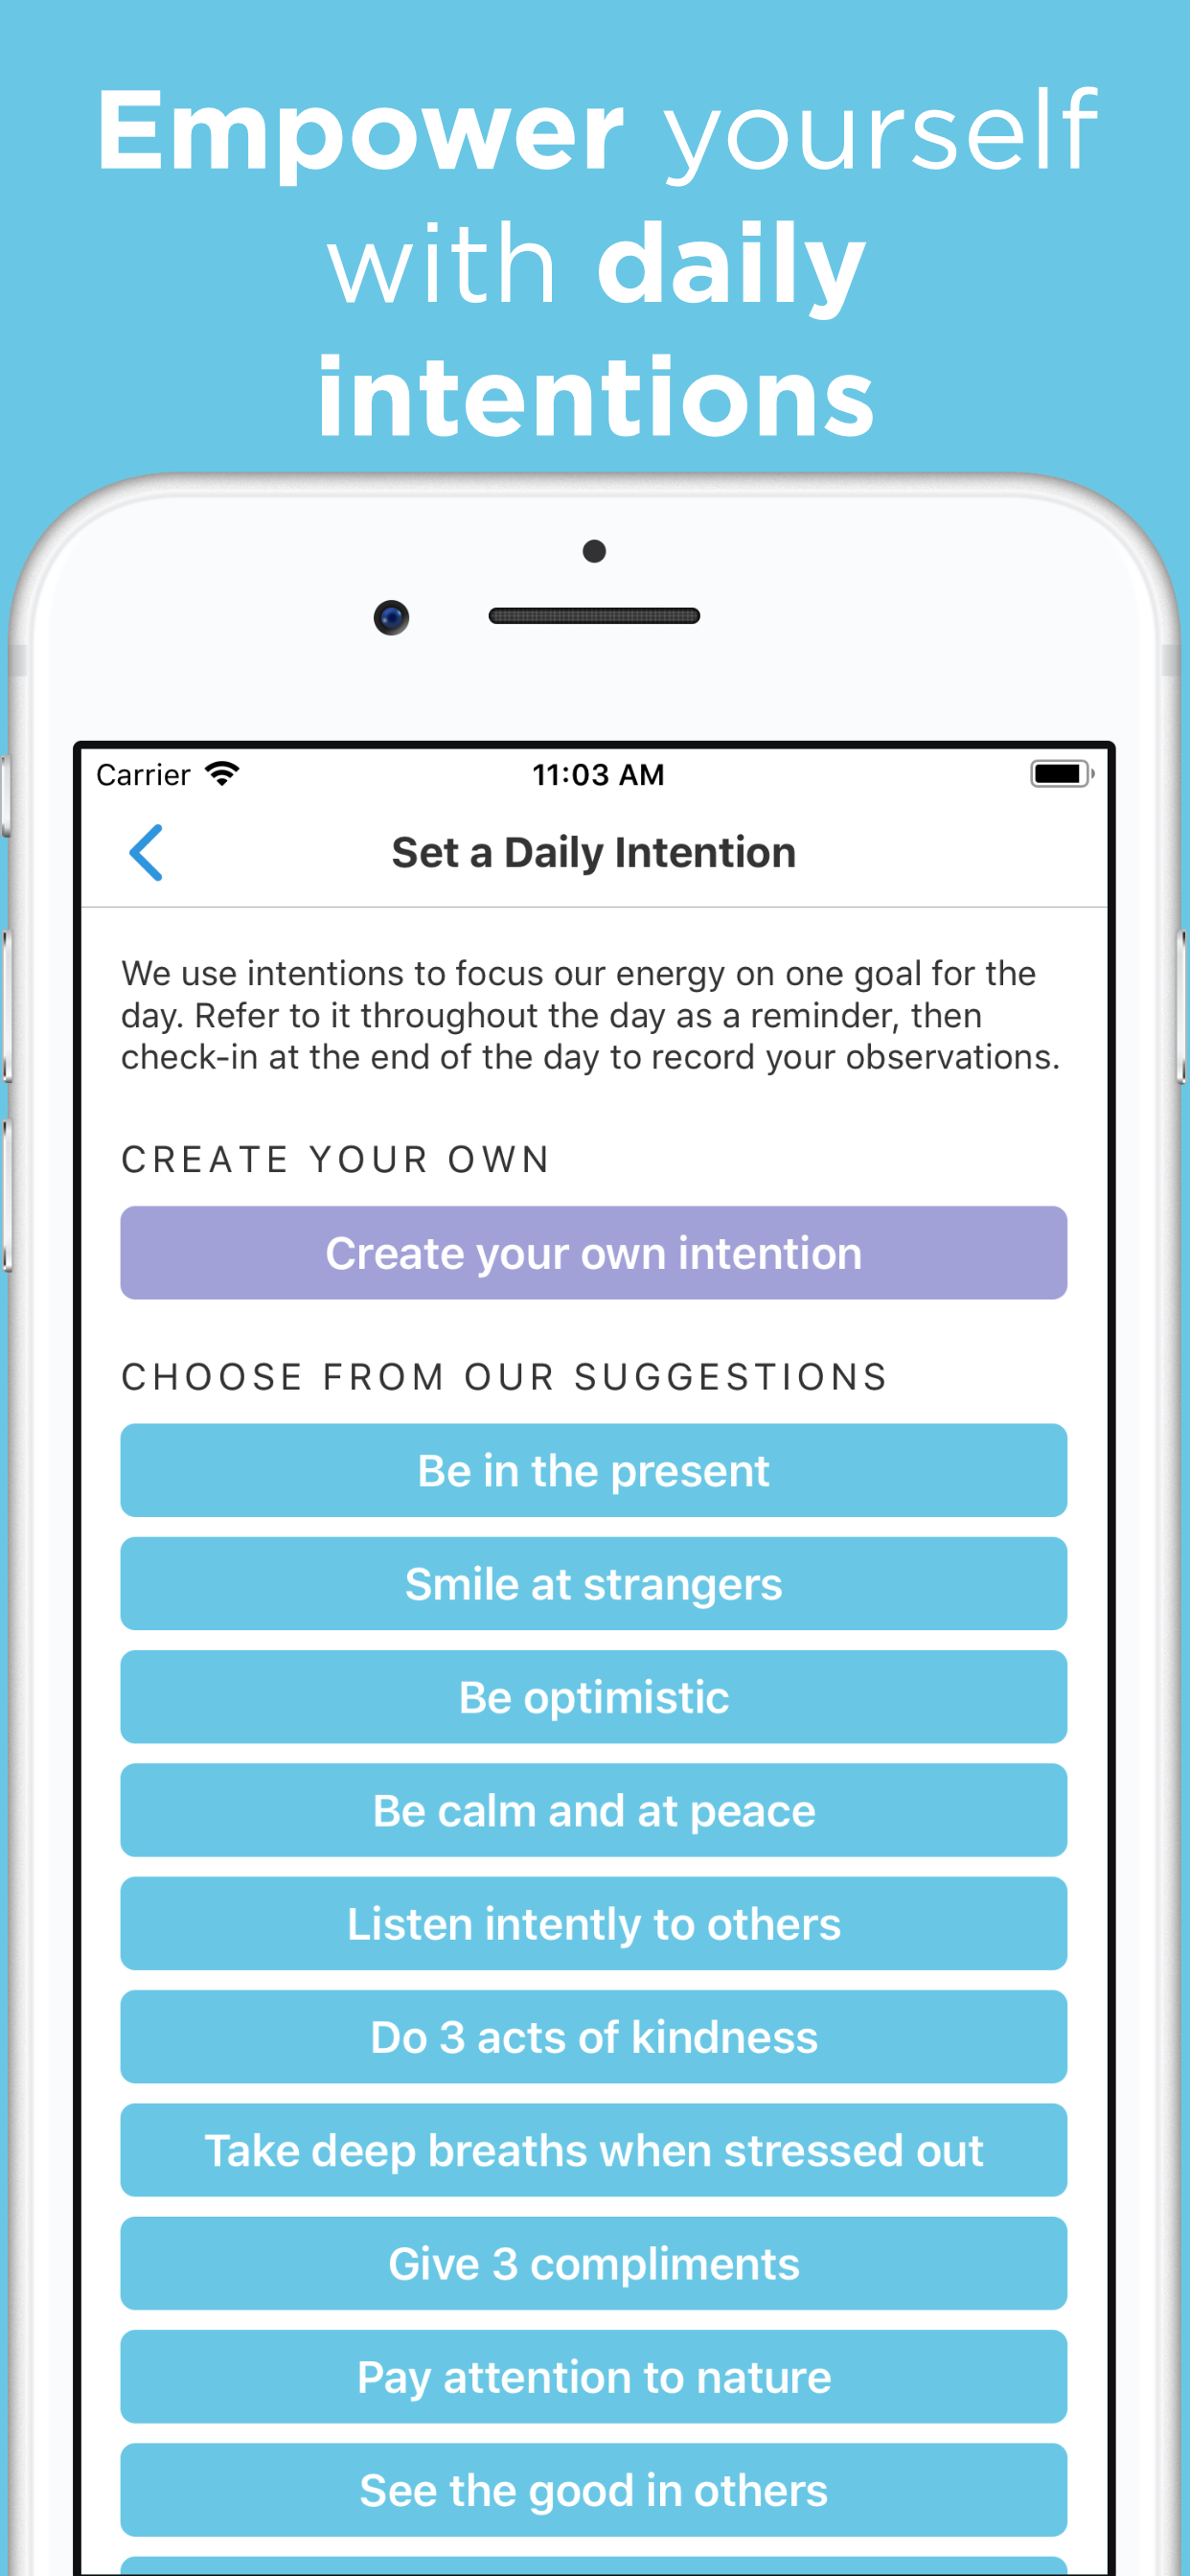 Empower yourself
with daily
intentions
Carrier 11:03 AM
Set a Daily Intention
We use intentions to focus our energy on one goal for the
day. Refer to it throughout the day as a reminder, then
check-in at the end of the day to record your observations.
CREATE YOUR OWN
Create your own intention
CHOOSE FROM OUR SUGGESTIONS
Be in the present
Smile at strangers
Be optimistic
Be calm and at peace
Listen intently to others
Do 3 acts of kindness
Take deep breaths when stressed out
Give 3 compliments
Pay attention to nature
See the good in others